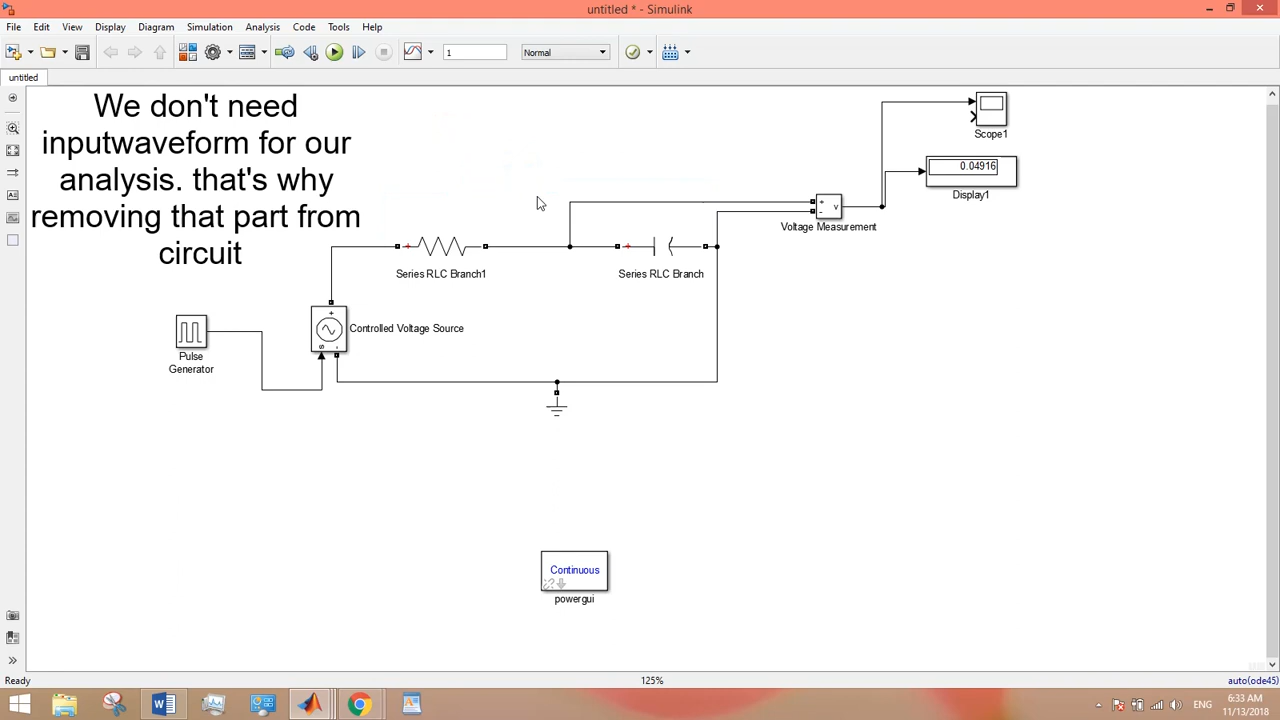 untitled * - Simulink
File Edit View Display Diagram Simulation Analysis Code Tools Help
1 Normal
untitled
We don't need
inputwaveform for our
analysis. that's why
removing that part from
circuit
Scope1
0.04916
Display1
+
- v
Voltage Measurement
+ +
Series RLC Branch1 Series RLC Branch
+
Controlled Voltage Source
s -
Pulse
Generator
Continuous
powergui
Ready 125% auto(ode45)
ENG
6:33 AM
11/13/2018